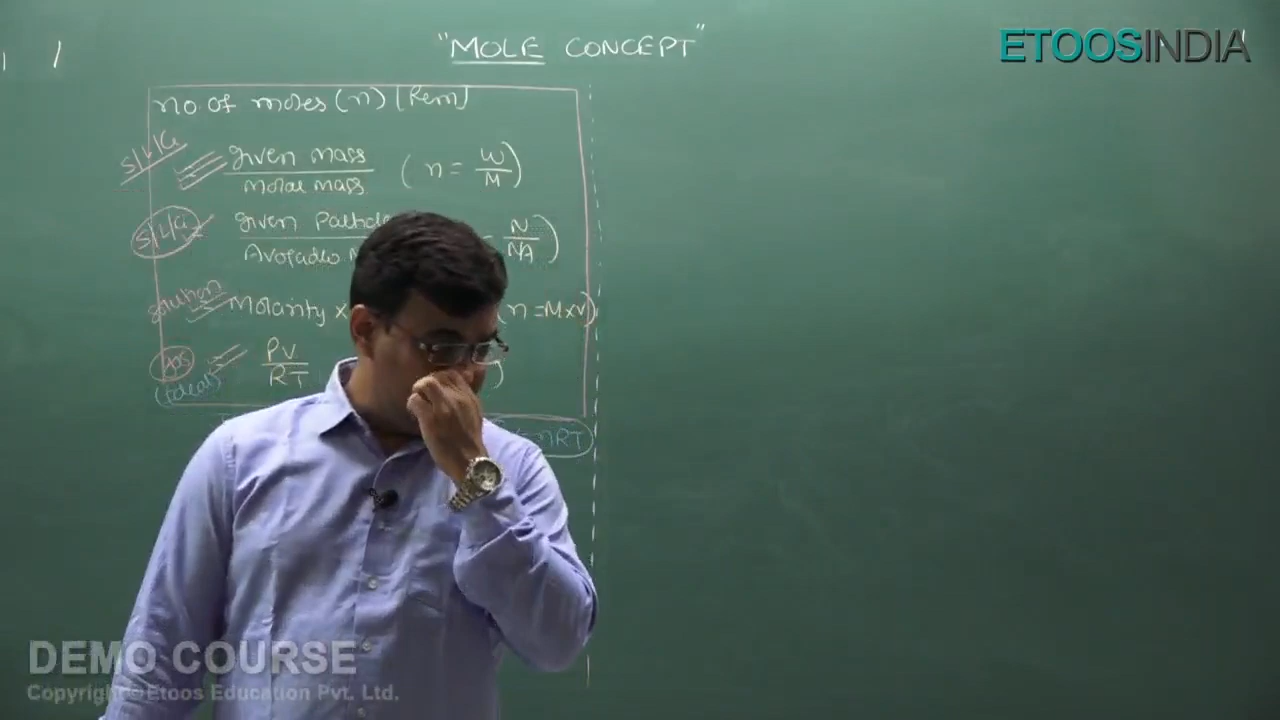 "MOLE CONCEPT"
ETOOSINDIA
no. of moles (n) [Rem]
S/L/G given mass / molar mass (n = W/M)
S/L/G given Particle / Avogadro N/NA)
solution Molarity x (n = M×V)
PV / RT )
(Ideal)
nRT
DEMO COURSE
Copyright © Etoos Education Pvt. Ltd.